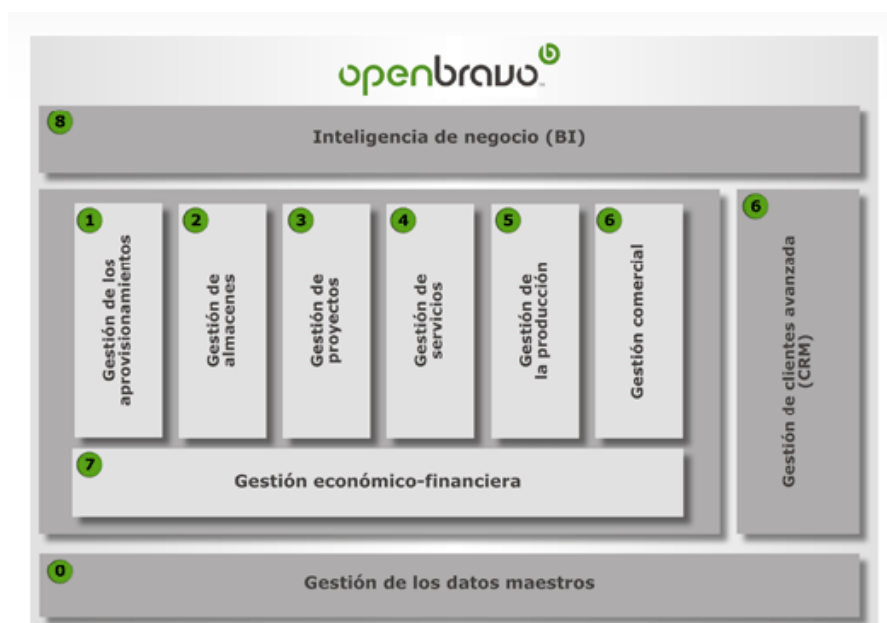 openbravo
b
8
Inteligencia de negocio (BI)
1
Gestión de los
aprovisionamientos
2
Gestión de
almacenes
3
Gestión de
proyectos
4
Gestión de
servicios
5
Gestión de
la producción
6
Gestión comercial
6
Gestión de clientes avanzada
(CRM)
7
Gestión económico-financiera
0
Gestión de los datos maestros